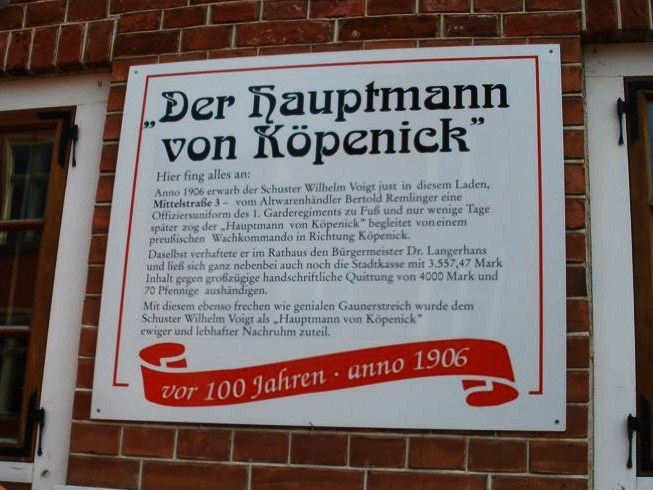 „Der Hauptmann
von Köpenick”
Hier fing alles an:
Anno 1906 erwarb der Schuster Wilhelm Voigt just in diesem Laden,
Mittelstraße 3 – vom Altwarenhändler Bertold Remlinger eine
Offiziersuniform des 1. Garderegiments zu Fuß und nur wenige Tage
später zog der „Hauptmann von Köpenick” begleitet von einem
preußischen Wachkommando in Richtung Köpenick.
Daselbst verhaftete er im Rathaus den Bürgermeister Dr. Langerhans
und ließ sich ganz nebenbei auch noch die Stadtkasse mit 3.557,47 Mark
Inhalt gegen großzügige handschriftliche Quittung von 4000 Mark und
70 Pfennige aushändigen.
Mit diesem ebenso frechen wie genialen Gaunerstreich wurde dem
Schuster Wilhelm Voigt als „Hauptmann von Köpenick”
ewiger und lebhafter Nachruhm zuteil.
vor 100 Jahren · anno 1906